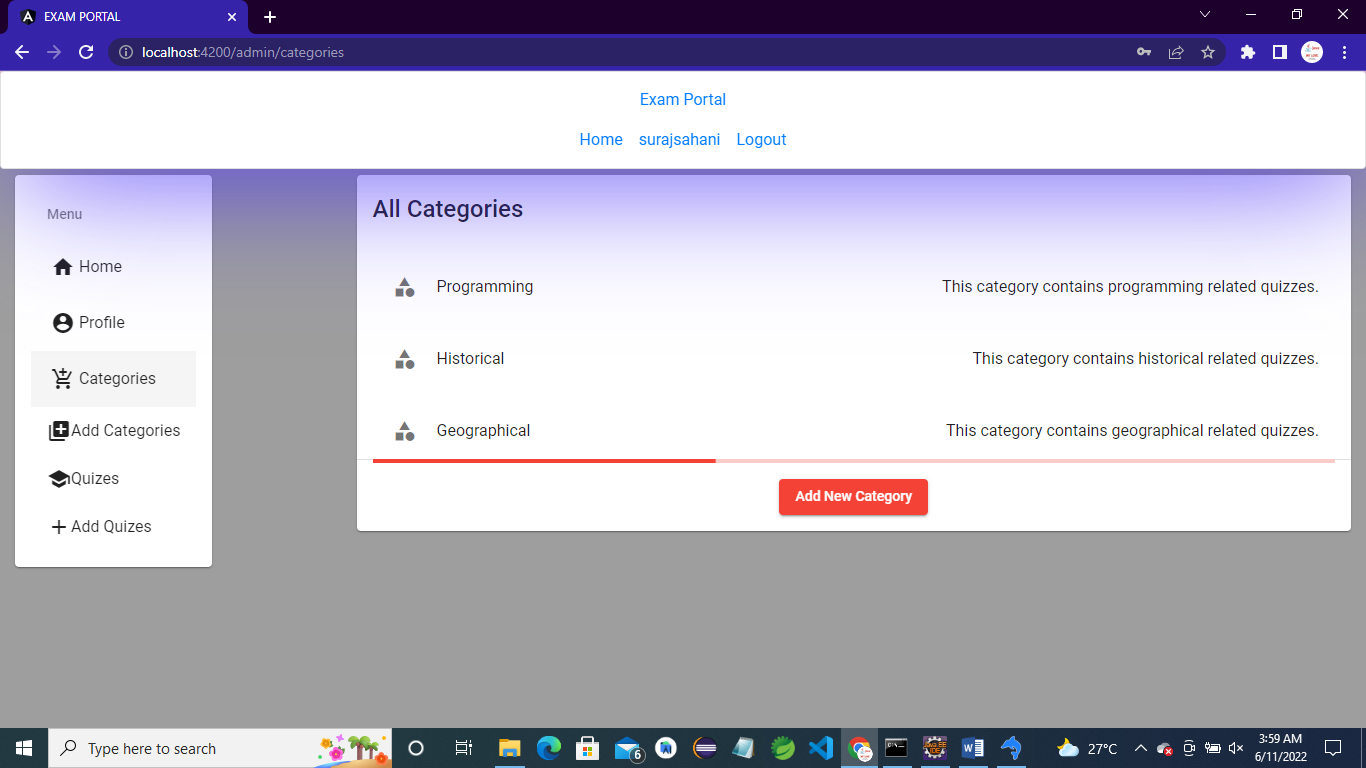 EXAM PORTAL
localhost:4200/admin/categories
Exam Portal
Home surajsahani Logout
Menu
Home
Profile
Categories
Add Categories
Quizes
Add Quizes
All Categories
Programming This category contains programming related quizzes.
Historical This category contains historical related quizzes.
Geographical This category contains geographical related quizzes.
Add New Category
Type here to search
6
27°C
3:59 AM
6/11/2022